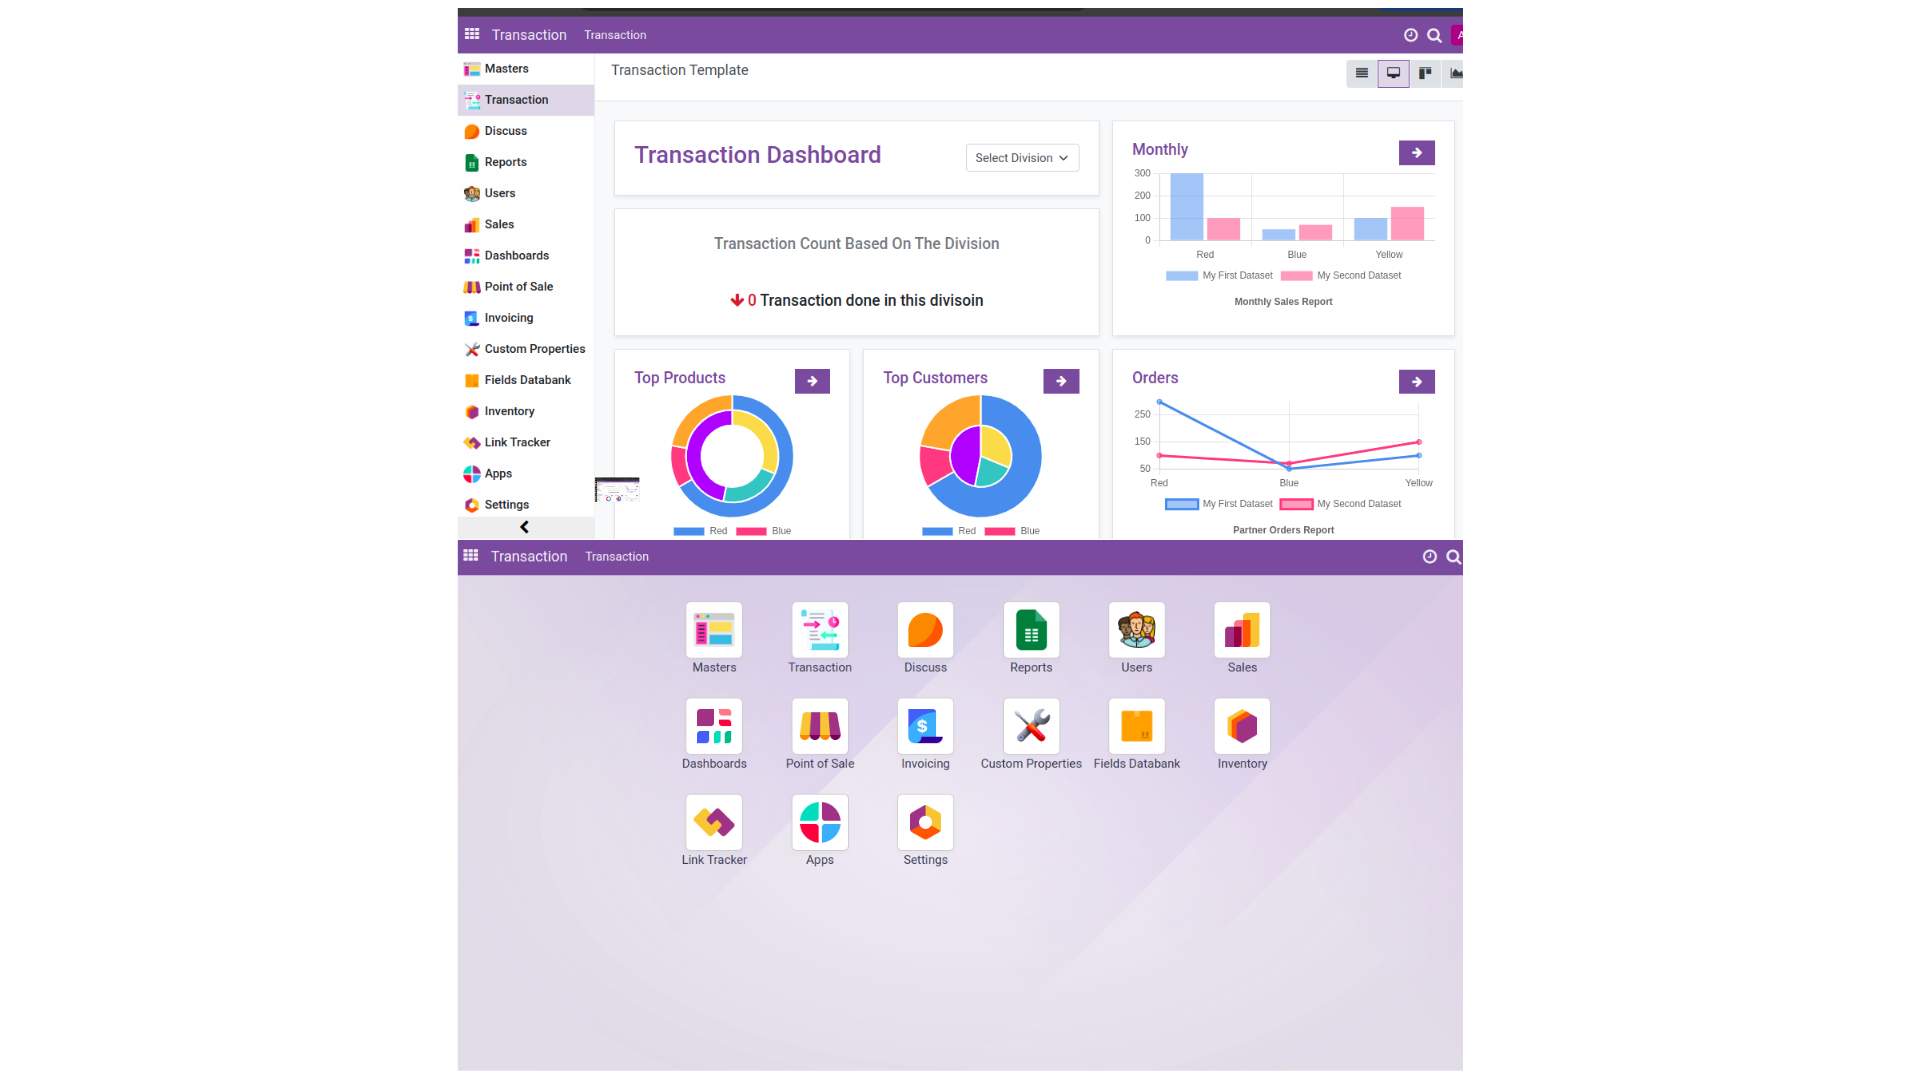 Transaction Transaction
A
Masters
Transaction
Discuss
Reports
Users
Sales
Dashboards
Point of Sale
Invoicing
Custom Properties
Fields Databank
Inventory
Link Tracker
Apps
Settings
Transaction Template
Transaction Dashboard
Select Division
Transaction Count Based On The Division
0 Transaction done in this divisoin
Monthly
300
200
100
0
Red Blue Yellow
My First Dataset My Second Dataset
Monthly Sales Report
Top Products
Red Blue
Top Customers
Red Blue
Orders
250
150
50
Red Blue Yellow
My First Dataset My Second Dataset
Partner Orders Report
Transaction Transaction
Masters Transaction Discuss Reports Users Sales
$
Dashboards Point of Sale Invoicing Custom Properties Fields Databank Inventory
Link Tracker Apps Settings